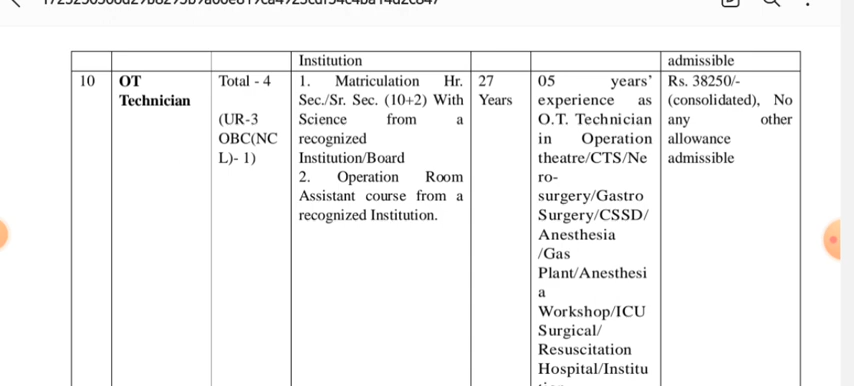 Institution
admissible
10
OT
Technician
Total - 4
(UR-3
OBC(NC
L)- 1)
1. Matriculation Hr.
Sec./Sr. Sec. (10+2) With
Science from a
recognized
Institution/Board
2. Operation Room
Assistant course from a
recognized Institution.
27
Years
05 years'
experience as
O.T. Technician
in Operation
theatre/CTS/Ne
ro-
surgery/Gastro
Surgery/CSSD/
Anesthesia
/Gas
Plant/Anesthesi
a
Workshop/ICU
Surgical/
Resuscitation
Hospital/Institu
Rs. 38250/-
(consolidated), No
any other
allowance
admissible